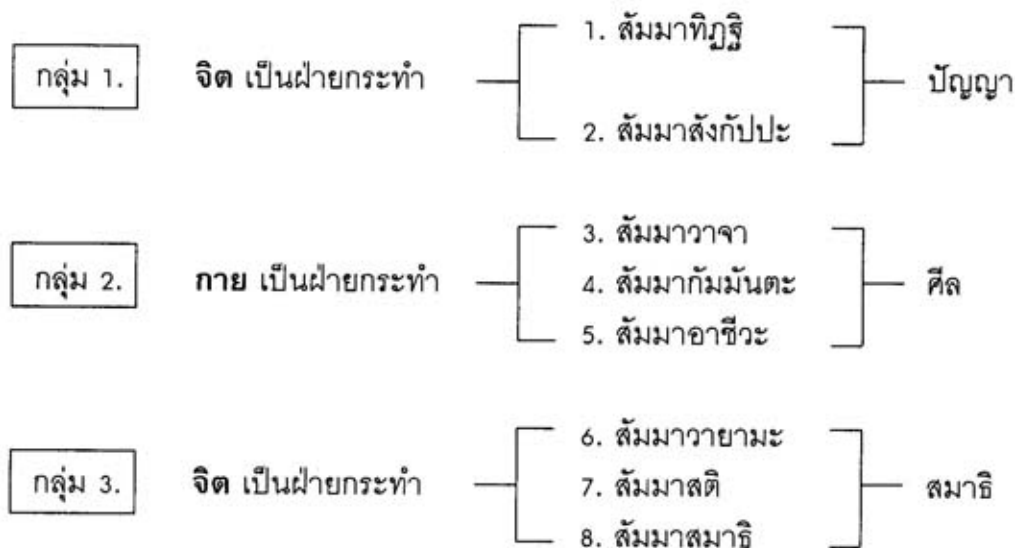 1. สัมมาทิฏฐิ
กลุ่ม 1. จิต เป็นฝ่ายกระทำ ปัญญา
2. สัมมาสังกัปปะ
3. สัมมาวาจา
กลุ่ม 2. กาย เป็นฝ่ายกระทำ 4. สัมมากัมมันตะ ศีล
5. สัมมาอาชีวะ
6. สัมมาวายามะ
กลุ่ม 3. จิต เป็นฝ่ายกระทำ 7. สัมมาสติ สมาธิ
8. สัมมาสมาธิ